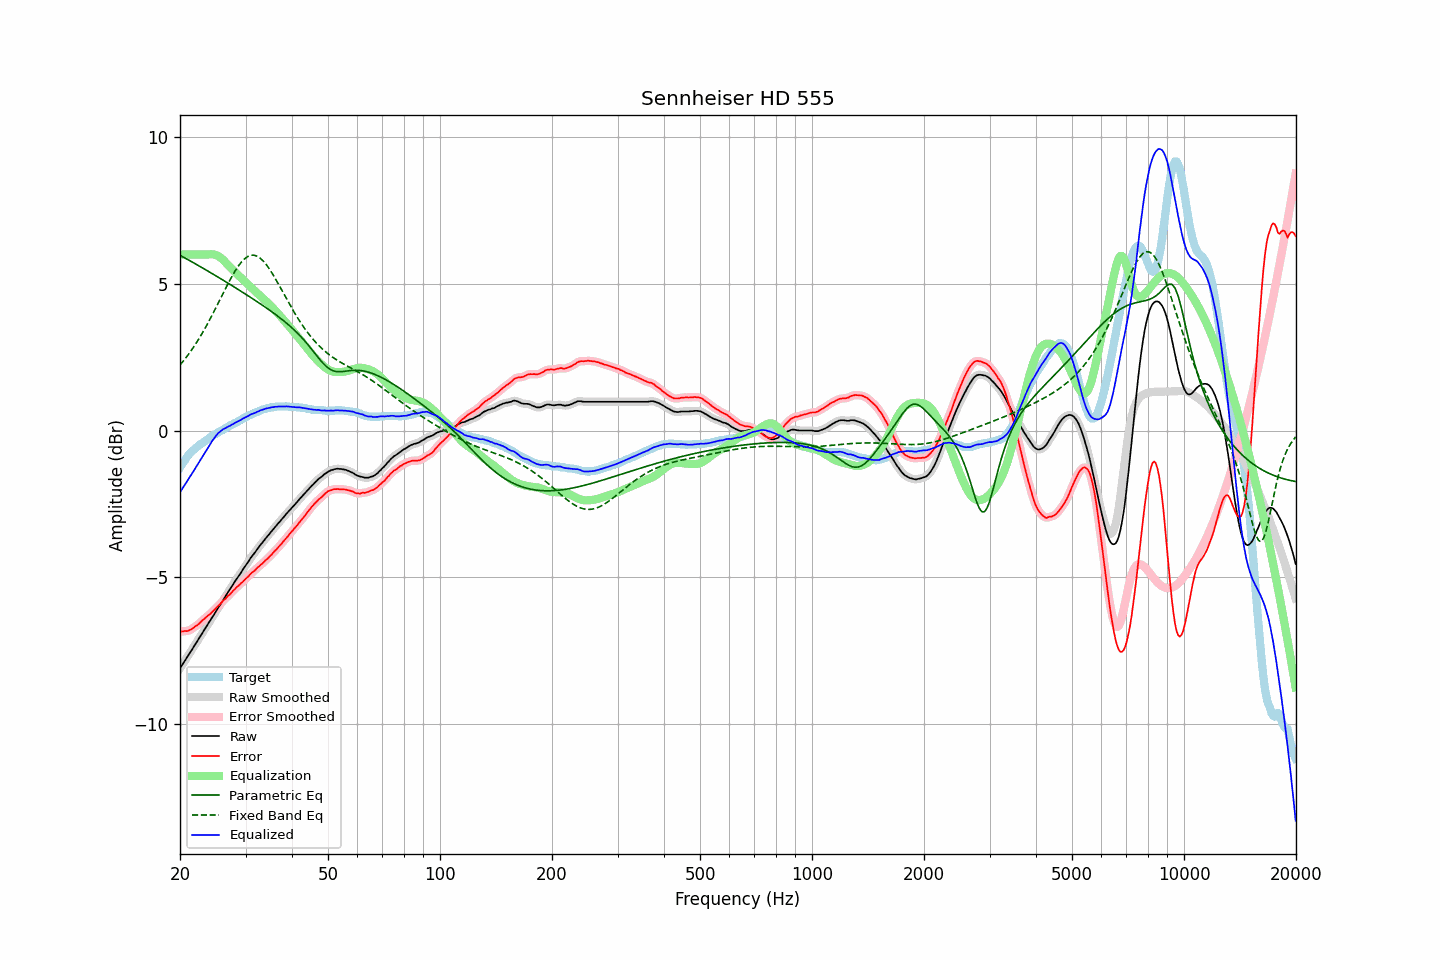 Sennheiser HD 555
Amplitude (dBr)
10
5
0
−5
−10
Target
Raw Smoothed
Error Smoothed
Raw
Error
Equalization
Parametric Eq
Fixed Band Eq
Equalized
20 50 100 200 500 1000 2000 5000 10000 20000
Frequency (Hz)